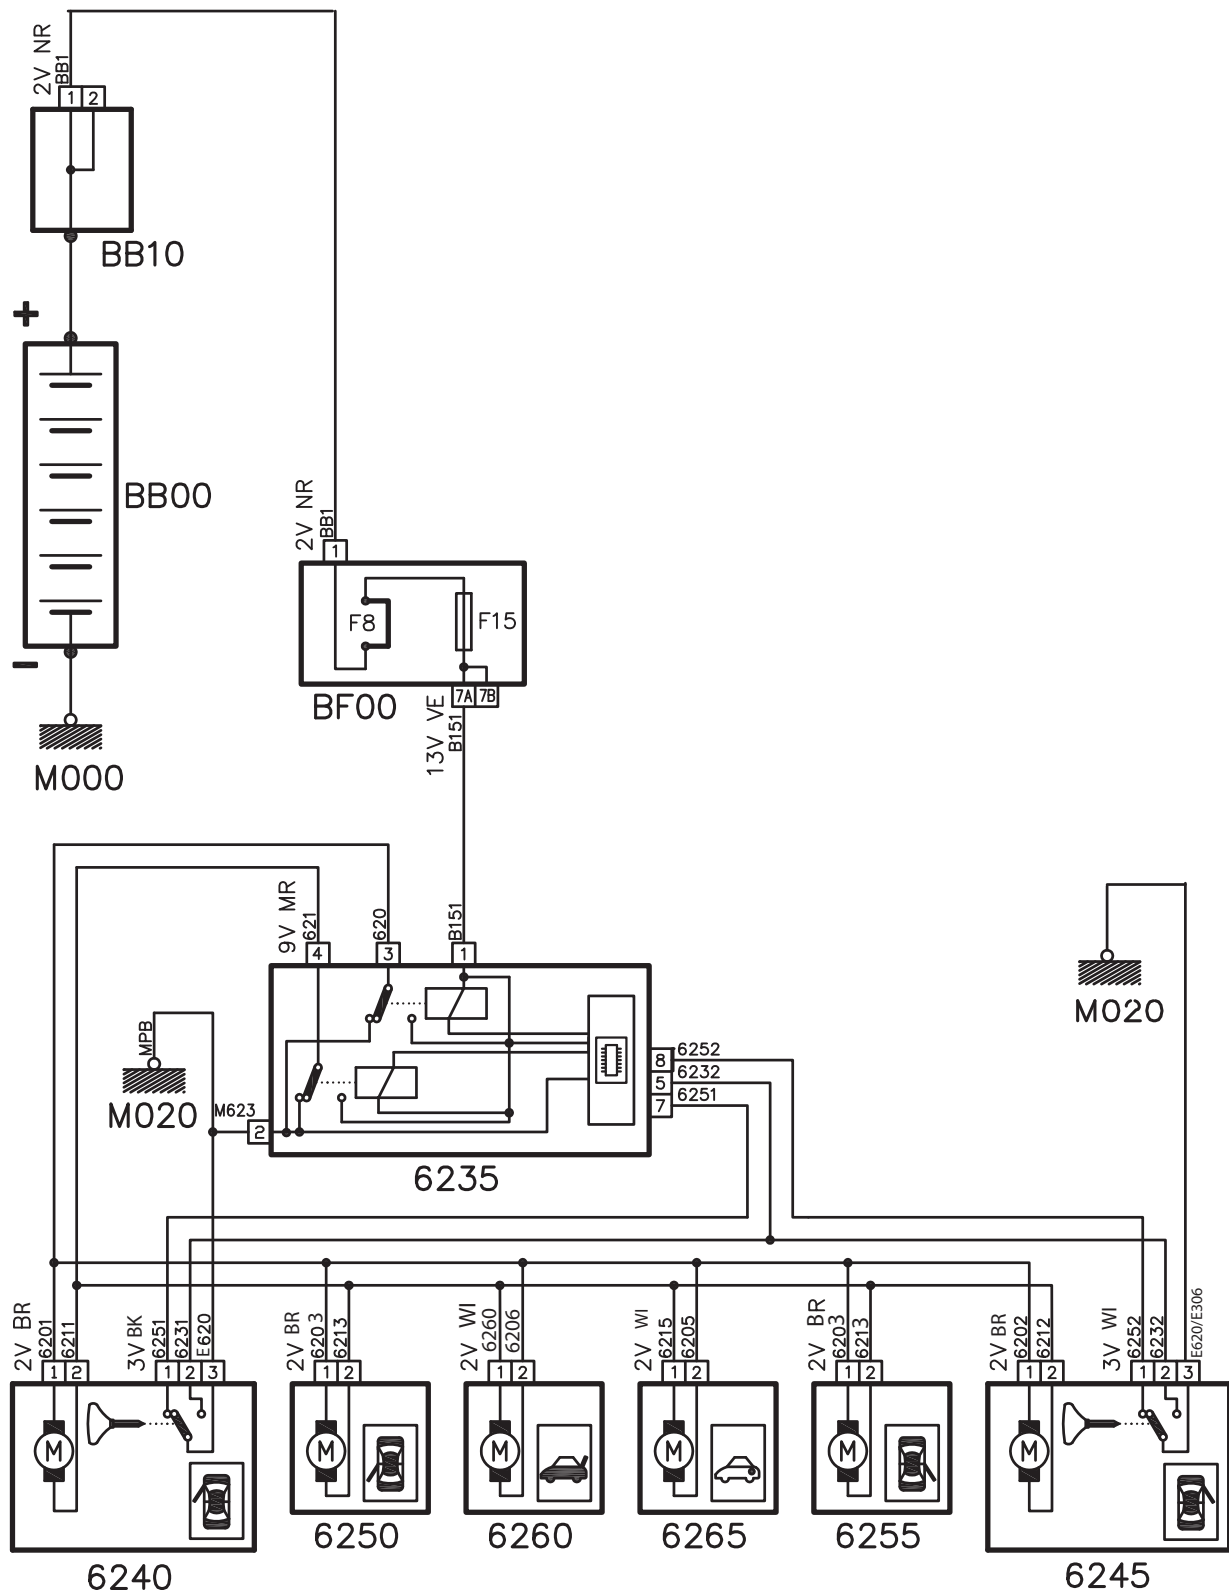 2V NR
BB1
1 2
BB10
+
BB00
−
M000
2V NR
BB1
1
F8
F15
BF00
7A 7B
13V VE
B151
9V MR
621
620
B151
4
3
1
MPB
M020
M623
2
8
5
7
6252
6232
6251
6235
M020
2V BR
6201
6211
3V BK
6251
6231
E620
1 2
1 2 3
M
6240
2V BR
6203
6213
1 2
M
6250
2V WI
6260
6206
1 2
M
6260
2V WI
6215
6205
1 2
M
6265
2V BR
6203
6213
1 2
M
6255
2V BR
6202
6212
3V WI
6252
6232
E620/E306
1 2
1 2 3
M
6245